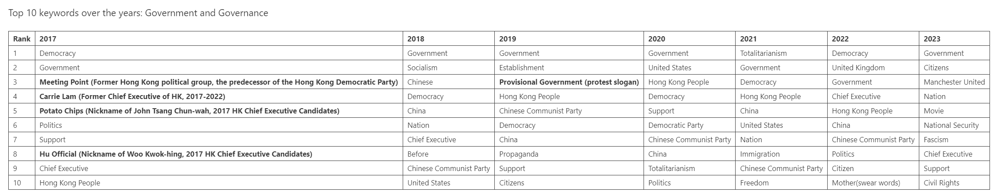 Top 10 keywords over the years: Government and Governance
Rank 2017 2018 2019 2020 2021 2022 2023
1 Democracy Government Government Government Totalitarianism Democracy Government
2 Government Socialism Establishment United States Government United Kingdom Citizens
3 Meeting Point (Former Hong Kong political group, the predecessor of the Hong Kong Democratic Party) Chinese Provisional Government (protest slogan) Hong Kong People Democracy Government Manchester United
4 Carrie Lam (Former Chief Executive of HK, 2017-2022) Democracy Hong Kong People Democracy Hong Kong People Chief Executive Nation
5 Potato Chips (Nickname of John Tsang Chun-wah, 2017 HK Chief Executive Candidates) China Chinese Communist Party Support China Hong Kong People Movie
6 Politics Nation Democracy Democratic Party United States China National Security
7 Support Chief Executive China Chinese Communist Party Nation Chinese Communist Party Fascism
8 Hu Official (Nickname of Woo Kwok-hing, 2017 HK Chief Executive Candidates) Before Propaganda China Immigration Politics Chief Executive
9 Chief Executive Chinese Communist Party Support Totalitarianism Chinese Communist Party Citizen Support
10 Hong Kong People United States Citizens Politics Freedom Mother(swear words) Civil Rights